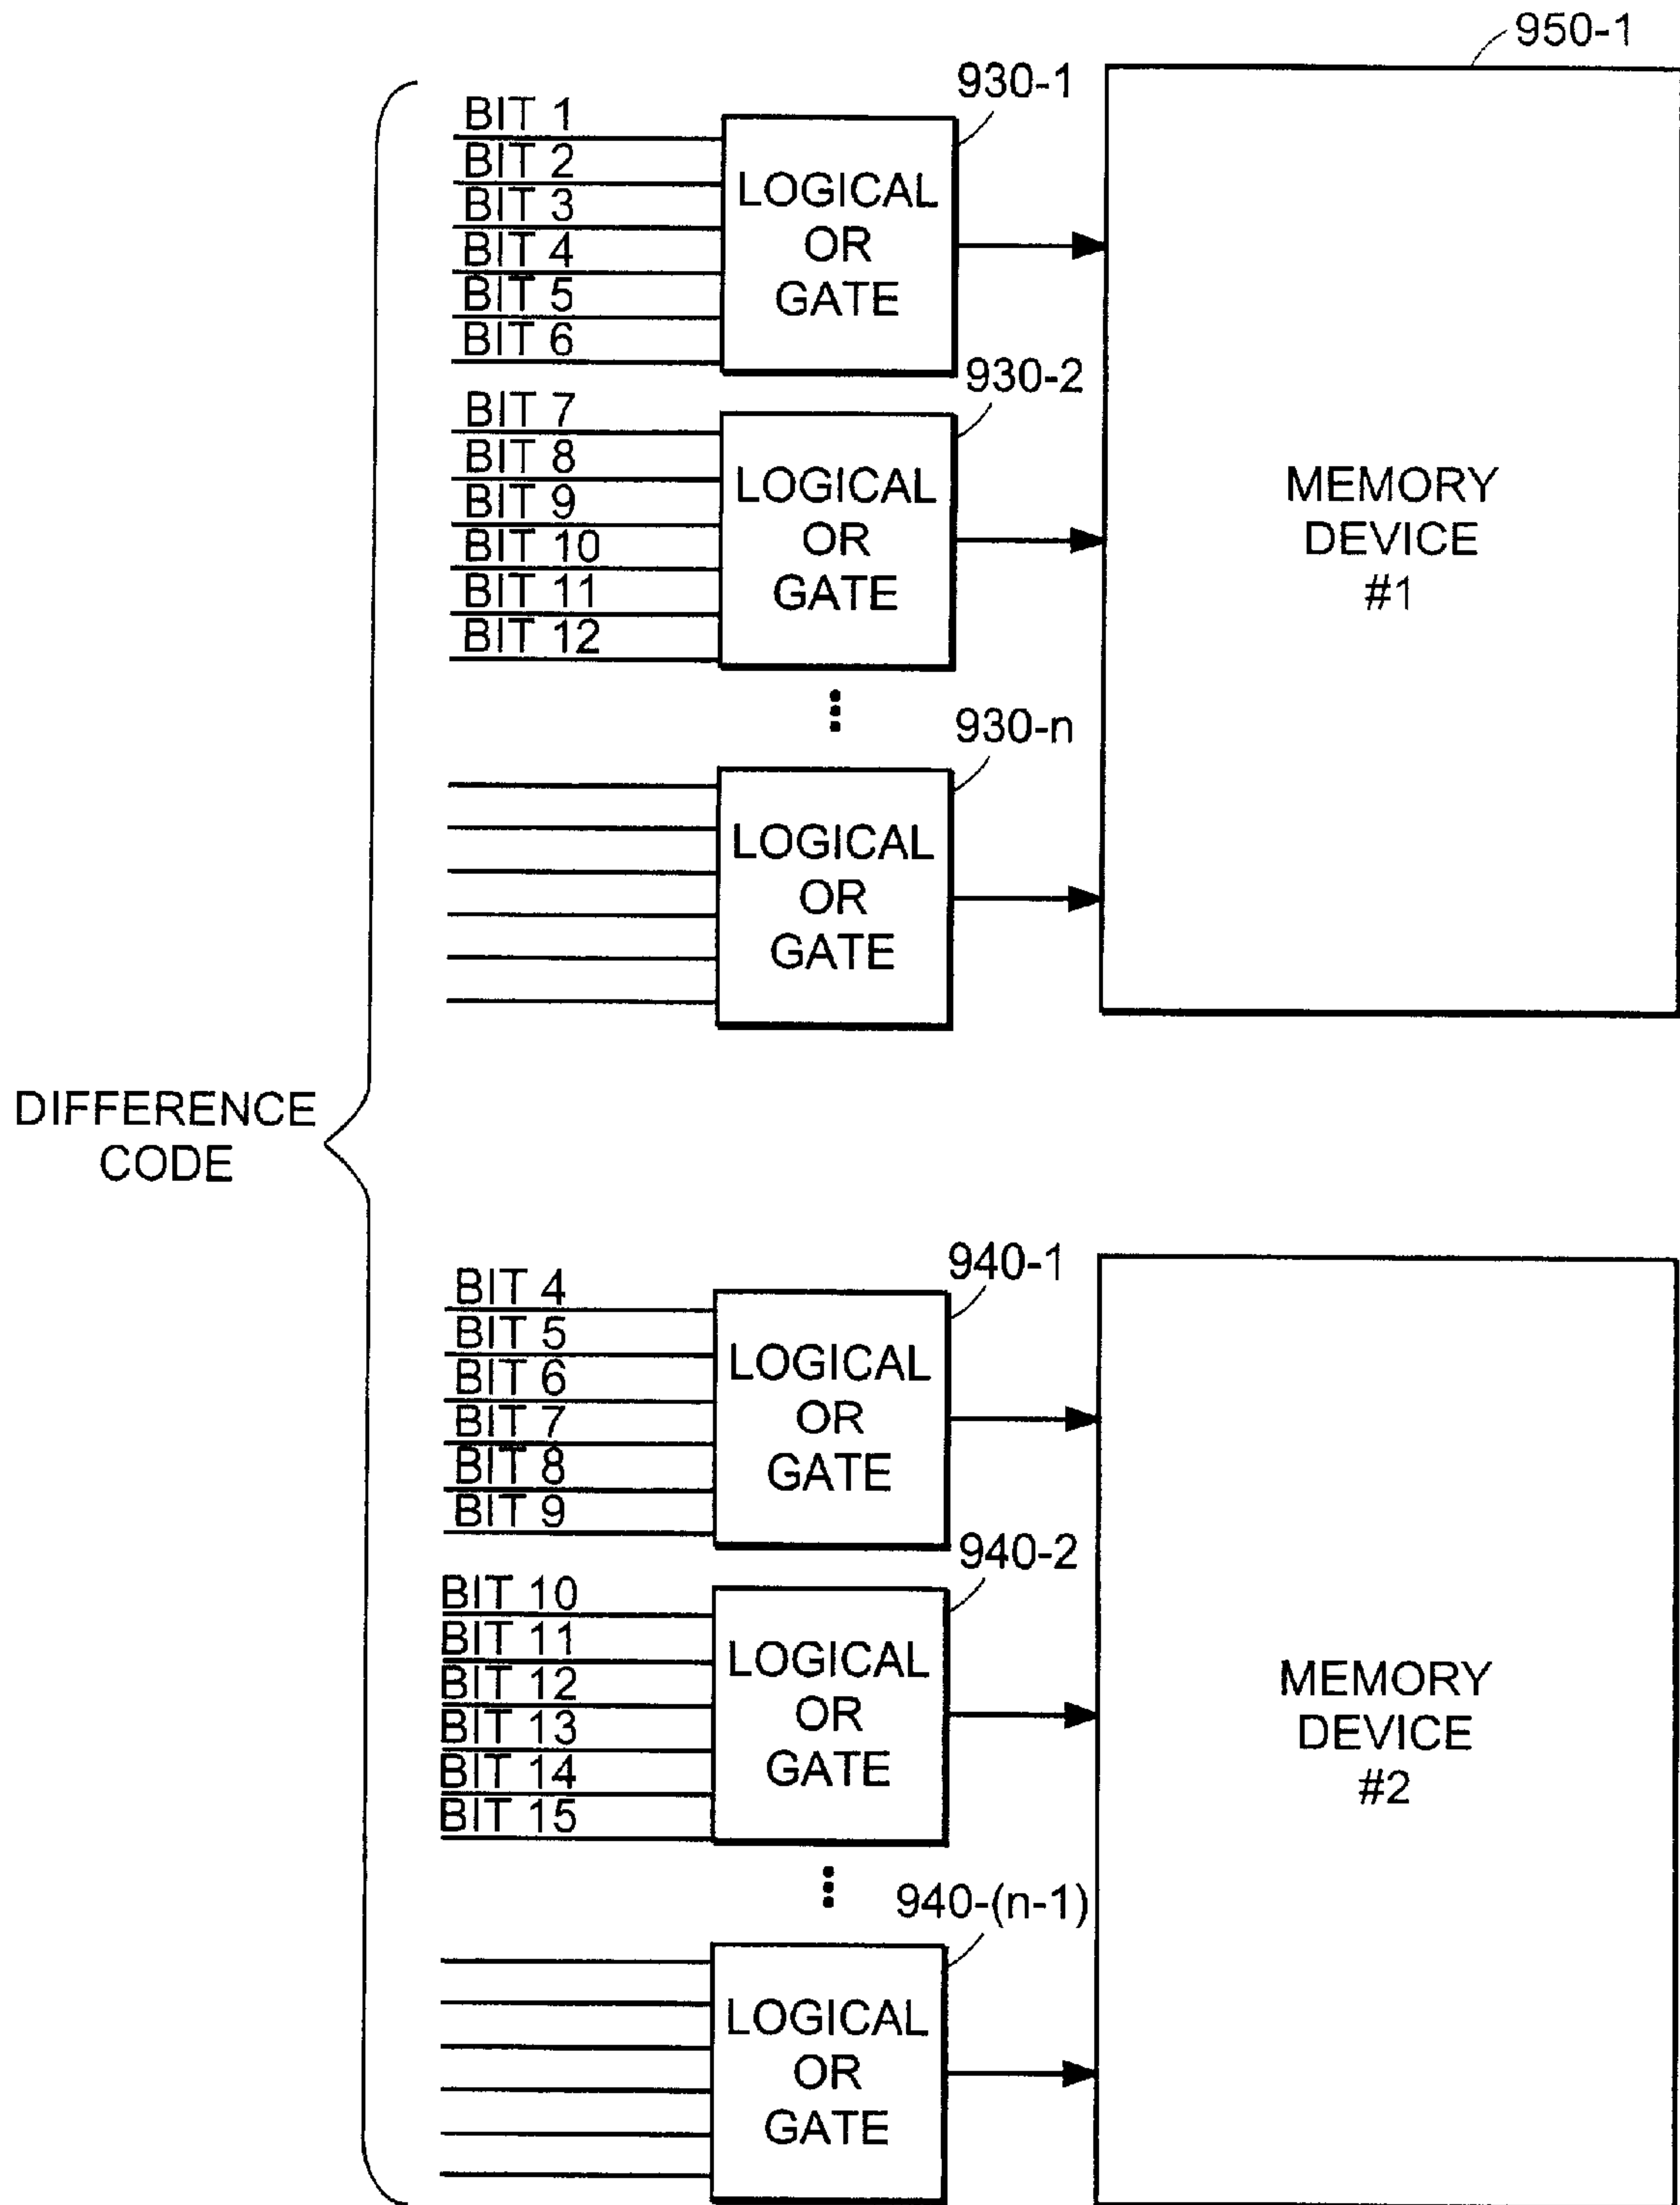 950-1
930-1
BIT 1
BIT 2
BIT 3
BIT 4
BIT 5
BIT 6
LOGICAL
OR
GATE
930-2
BIT 7
BIT 8
BIT 9
BIT 10
BIT 11
BIT 12
LOGICAL
OR
GATE
930-n
LOGICAL
OR
GATE
MEMORY
DEVICE
#1
DIFFERENCE
CODE
940-1
BIT 4
BIT 5
BIT 6
BIT 7
BIT 8
BIT 9
LOGICAL
OR
GATE
940-2
BIT 10
BIT 11
BIT 12
BIT 13
BIT 14
BIT 15
LOGICAL
OR
GATE
940-(n-1)
LOGICAL
OR
GATE
MEMORY
DEVICE
#2